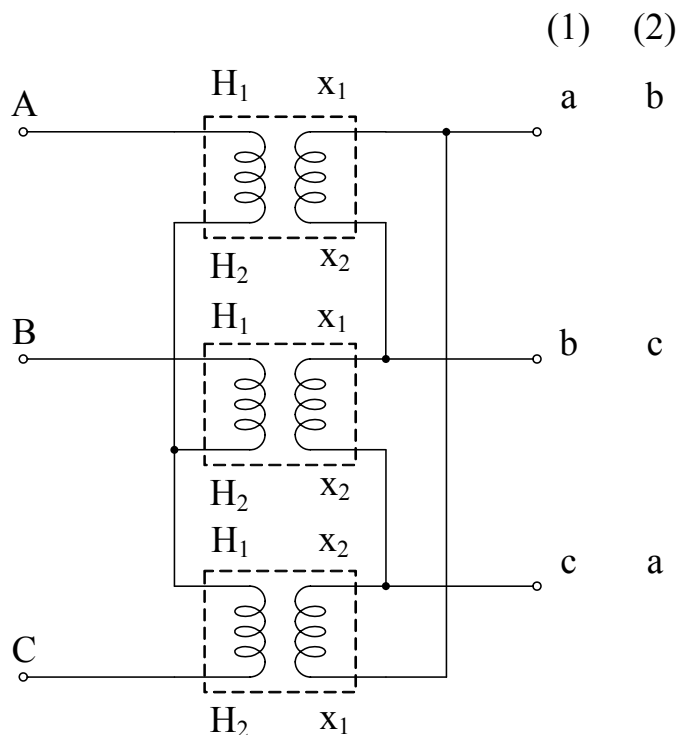 (1) (2)
A H₁ x₁ a b
H₂ x₂
B H₁ x₁ b c
H₂ x₂
H₁ x₂ c a
C
H₂ x₁